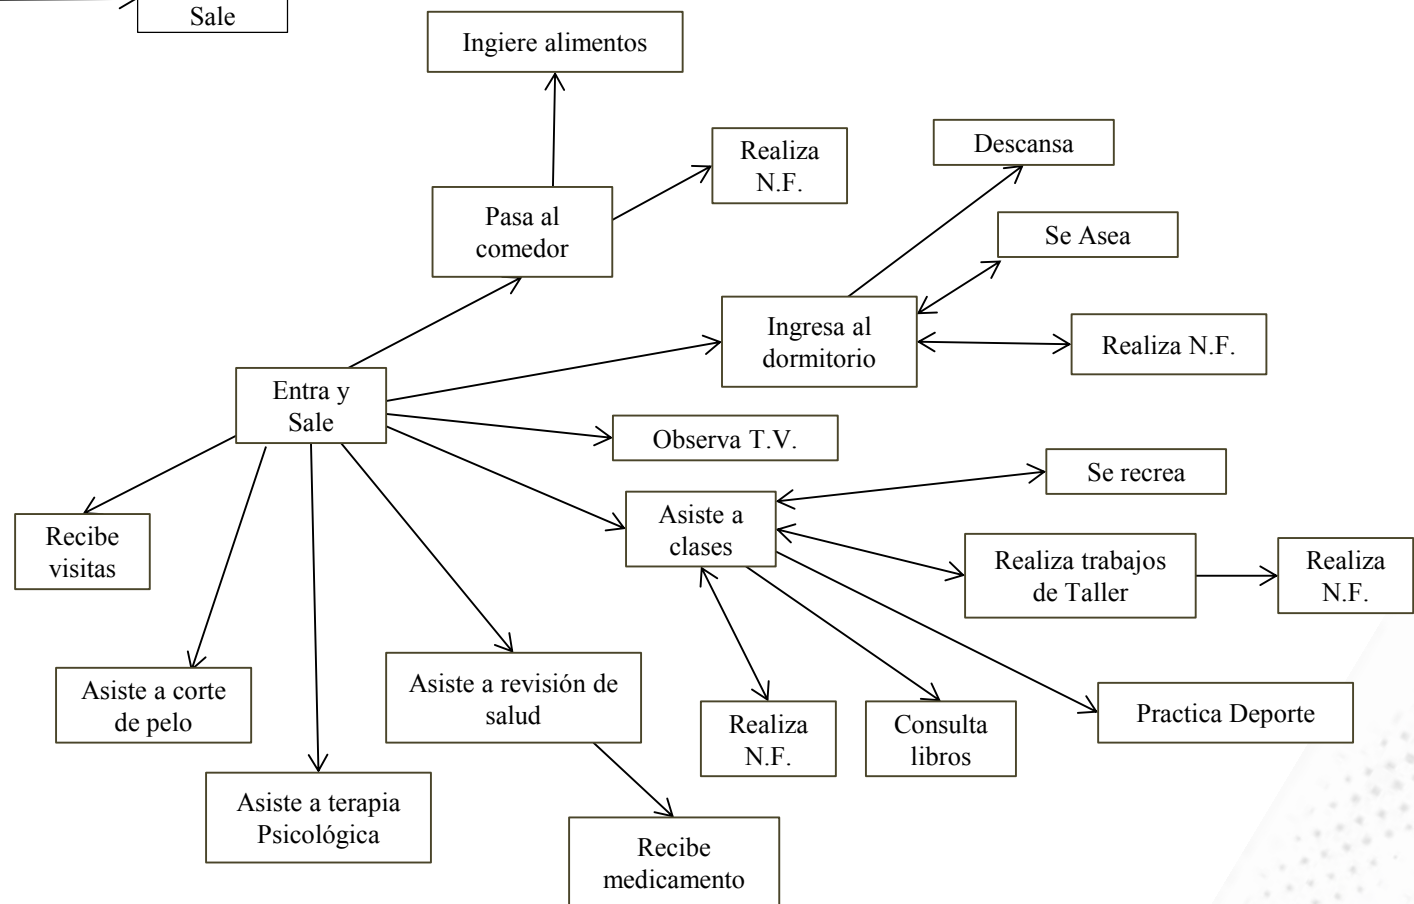 Sale
Ingiere alimentos
Realiza
N.F.
Descansa
Pasa al
comedor
Se Asea
Ingresa al
dormitorio
Realiza N.F.
Entra y
Sale
Observa T.V.
Se recrea
Asiste a
clases
Recibe
visitas
Realiza trabajos
de Taller
Realiza
N.F.
Asiste a corte
de pelo
Asiste a revisión de
salud
Realiza
N.F.
Consulta
libros
Practica Deporte
Asiste a terapia
Psicológica
Recibe
medicamento